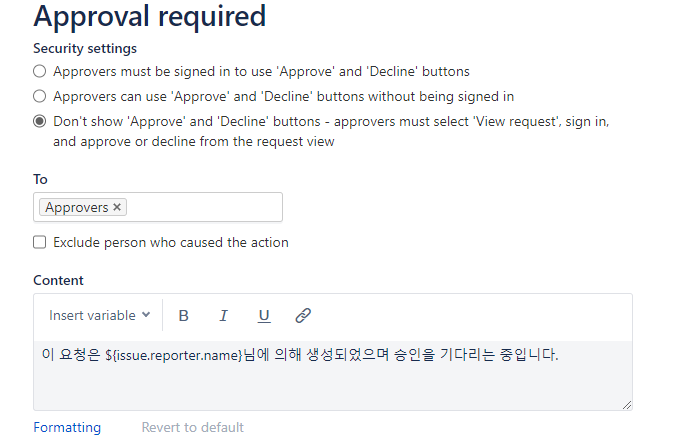 Approval required
Security settings
Approvers must be signed in to use 'Approve' and 'Decline' buttons
Approvers can use 'Approve' and 'Decline' buttons without being signed in
Don't show 'Approve' and 'Decline' buttons - approvers must select 'View request', sign in,
and approve or decline from the request view
To
Approvers ×
Exclude person who caused the action
Content
Insert variable B I U
이 요청은 ${issue.reporter.name}님에 의해 생성되었으며 승인을 기다리는 중입니다.
Formatting Revert to default